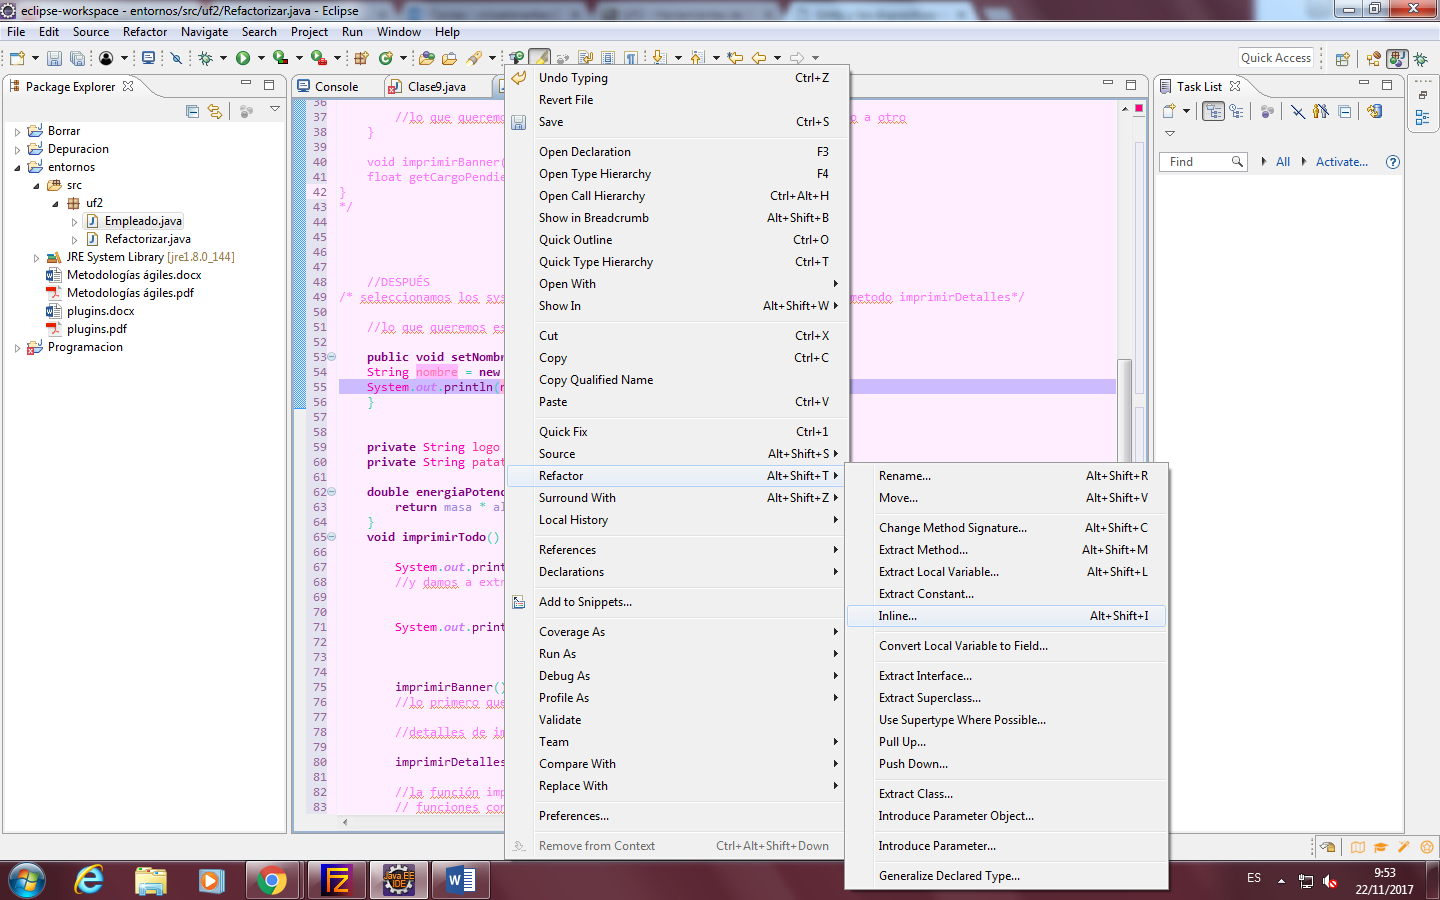 eclipse-workspace - entornos/src/uf2/Refactorizar.java - Eclipse
File Edit Source Refactor Navigate Search Project Run Window Help
Quick Access
Package Explorer
Console
Clase9.java
Task List
Borrar
Depuracion
entornos
src
uf2
Empleado.java
Refactorizar.java
JRE System Library [jre1.8.0_144]
Metodologías ágiles.docx
Metodologías ágiles.pdf
plugins.docx
plugins.pdf
Programacion
36
37 //lo que queremo o a otro
38 }
39
40 void imprimirBanner(
41 float getCargoPendie
42 }
43 */
44
45
46
47
48 //DESPUÉS
49 /* seleccionamos los sys metodo imprimirDetalles*/
50
51 //lo que queremos es
52
53 public void setNombr
54 String nombre = new
55 System.out.println(
56 }
57
58
59 private String logo
60 private String patat
61
62 double energiaPotenc
63 return masa * al
64 }
65 void imprimirTodo()
66
67 System.out.print
68 //y damos a extr
69
70
71 System.out.print
72
73
74
75 imprimirBanner()
76 //lo primero que
77
78 //detalles de im
79
80 imprimirDetalles
81
82 //la función imp
83 // funciones con
Undo Typing Ctrl+Z
Revert File
Save Ctrl+S
Open Declaration F3
Open Type Hierarchy F4
Open Call Hierarchy Ctrl+Alt+H
Show in Breadcrumb Alt+Shift+B
Quick Outline Ctrl+O
Quick Type Hierarchy Ctrl+T
Open With
Show In Alt+Shift+W
Cut Ctrl+X
Copy Ctrl+C
Copy Qualified Name
Paste Ctrl+V
Quick Fix Ctrl+1
Source Alt+Shift+S
Refactor Alt+Shift+T
Surround With Alt+Shift+Z
Local History
References
Declarations
Add to Snippets...
Coverage As
Run As
Debug As
Profile As
Validate
Team
Compare With
Replace With
Preferences...
Remove from Context Ctrl+Alt+Shift+Down
Rename... Alt+Shift+R
Move... Alt+Shift+V
Change Method Signature... Alt+Shift+C
Extract Method... Alt+Shift+M
Extract Local Variable... Alt+Shift+L
Extract Constant...
Inline... Alt+Shift+I
Convert Local Variable to Field...
Extract Interface...
Extract Superclass...
Use Supertype Where Possible...
Pull Up...
Push Down...
Extract Class...
Introduce Parameter Object...
Introduce Parameter...
Generalize Declared Type...
Find All Activate...
Java EE
IDE
ES
9:53
22/11/2017